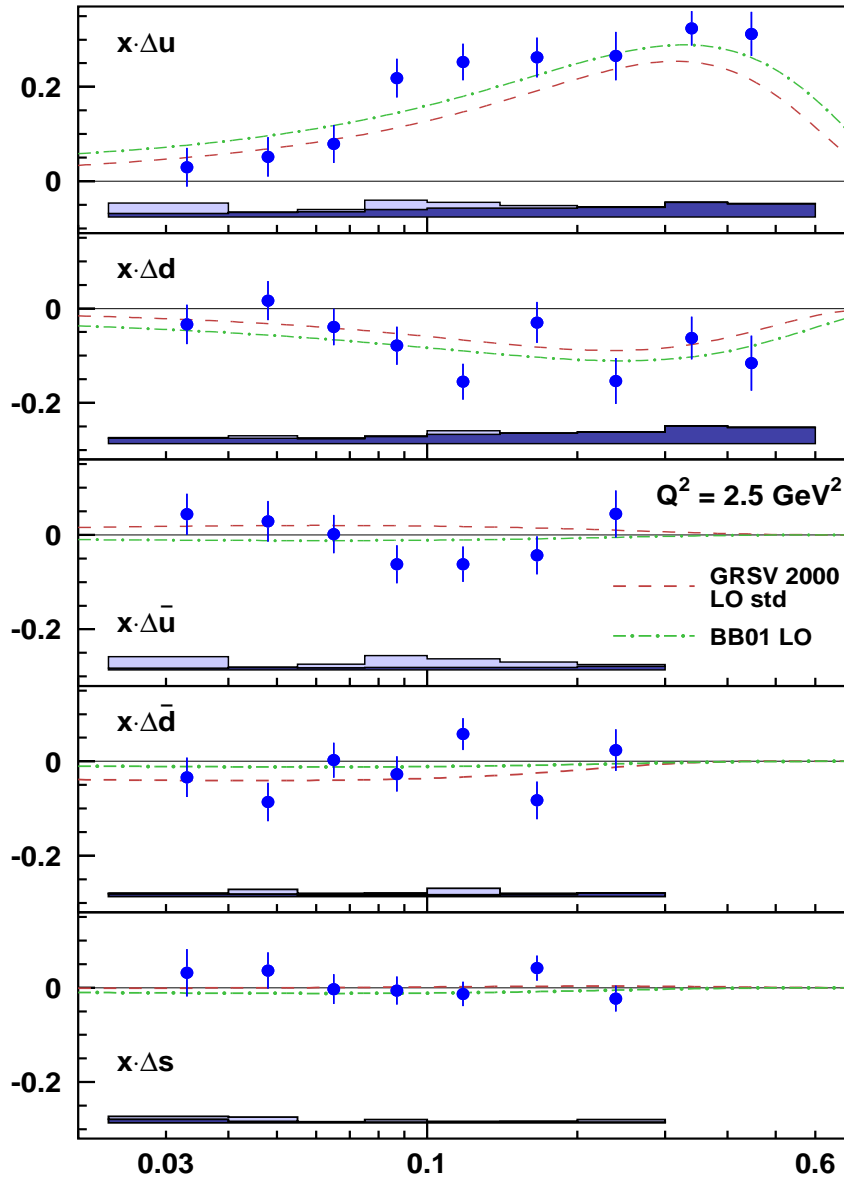 x·Δu
0.2
0
x·Δd
0
-0.2
Q² = 2.5 GeV²
0
GRSV 2000
LO std
-0.2
x·Δū
BB01 LO
x·Δd̄
0
-0.2
0
x·Δs
-0.2
0.03 0.1 0.6